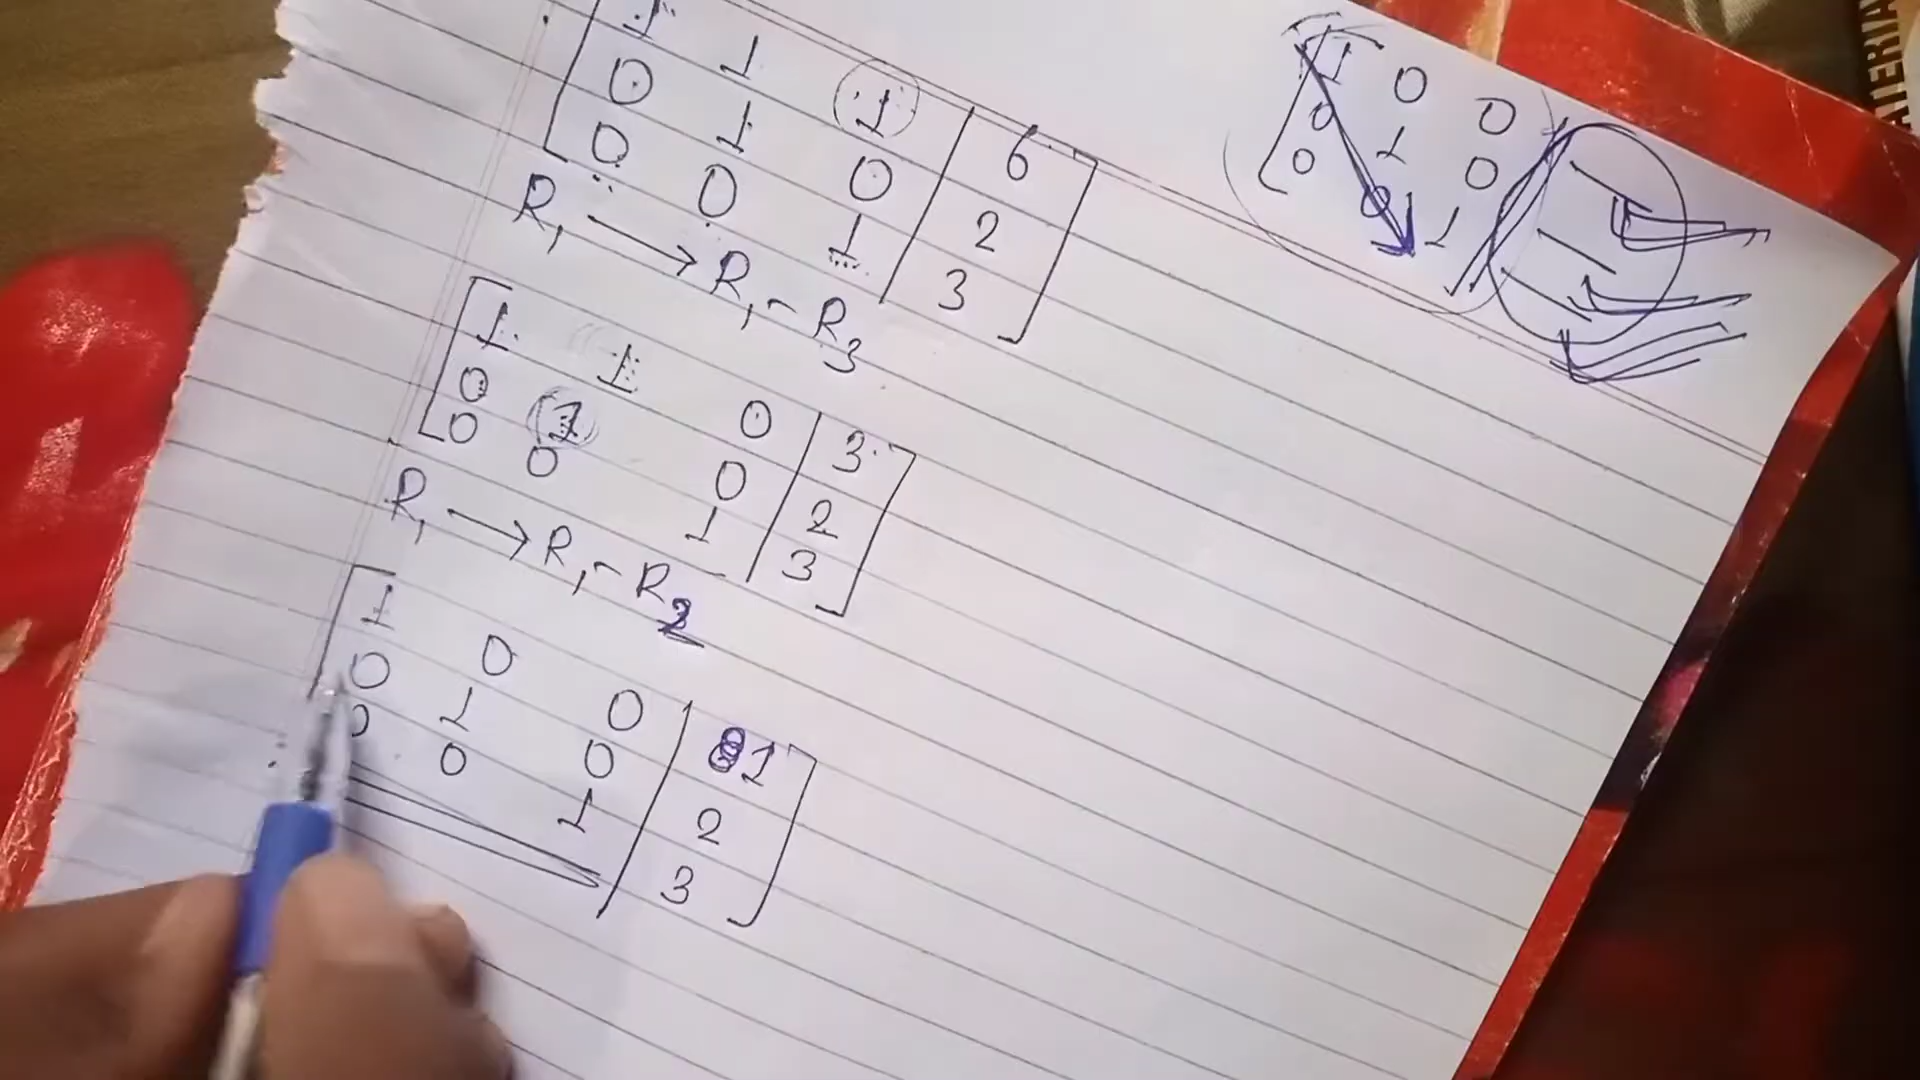 1 1 1 | 6
0 1 0 | 2
0 0 1 | 3
R₁ → R₁ - R₃
1 1 0 | 3
0 1 0 | 2
0 0 1 | 3
R₁ → R₁ - R₂
1 0 0 | 1
0 1 0 | 2
0 0 1 | 3
1 0 0
0 1 0
0 0 1